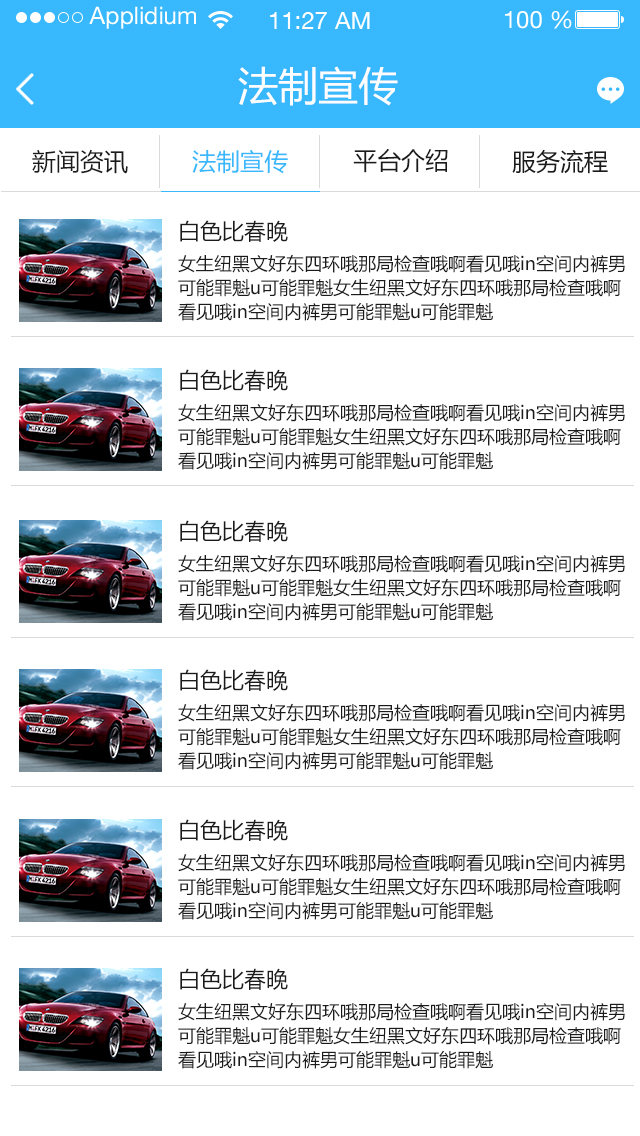 Applidium 11:27 AM 100 %
法制宣传
新闻资讯 法制宣传 平台介绍 服务流程
白色比春晚
女生纽黑文好东四环哦那局检查哦啊看见哦in空间内裤男
可能罪魁u可能罪魁女生纽黑文好东四环哦那局检查哦啊
看见哦in空间内裤男可能罪魁u可能罪魁
白色比春晚
女生纽黑文好东四环哦那局检查哦啊看见哦in空间内裤男
可能罪魁u可能罪魁女生纽黑文好东四环哦那局检查哦啊
看见哦in空间内裤男可能罪魁u可能罪魁
白色比春晚
女生纽黑文好东四环哦那局检查哦啊看见哦in空间内裤男
可能罪魁u可能罪魁女生纽黑文好东四环哦那局检查哦啊
看见哦in空间内裤男可能罪魁u可能罪魁
白色比春晚
女生纽黑文好东四环哦那局检查哦啊看见哦in空间内裤男
可能罪魁u可能罪魁女生纽黑文好东四环哦那局检查哦啊
看见哦in空间内裤男可能罪魁u可能罪魁
白色比春晚
女生纽黑文好东四环哦那局检查哦啊看见哦in空间内裤男
可能罪魁u可能罪魁女生纽黑文好东四环哦那局检查哦啊
看见哦in空间内裤男可能罪魁u可能罪魁
白色比春晚
女生纽黑文好东四环哦那局检查哦啊看见哦in空间内裤男
可能罪魁u可能罪魁女生纽黑文好东四环哦那局检查哦啊
看见哦in空间内裤男可能罪魁u可能罪魁